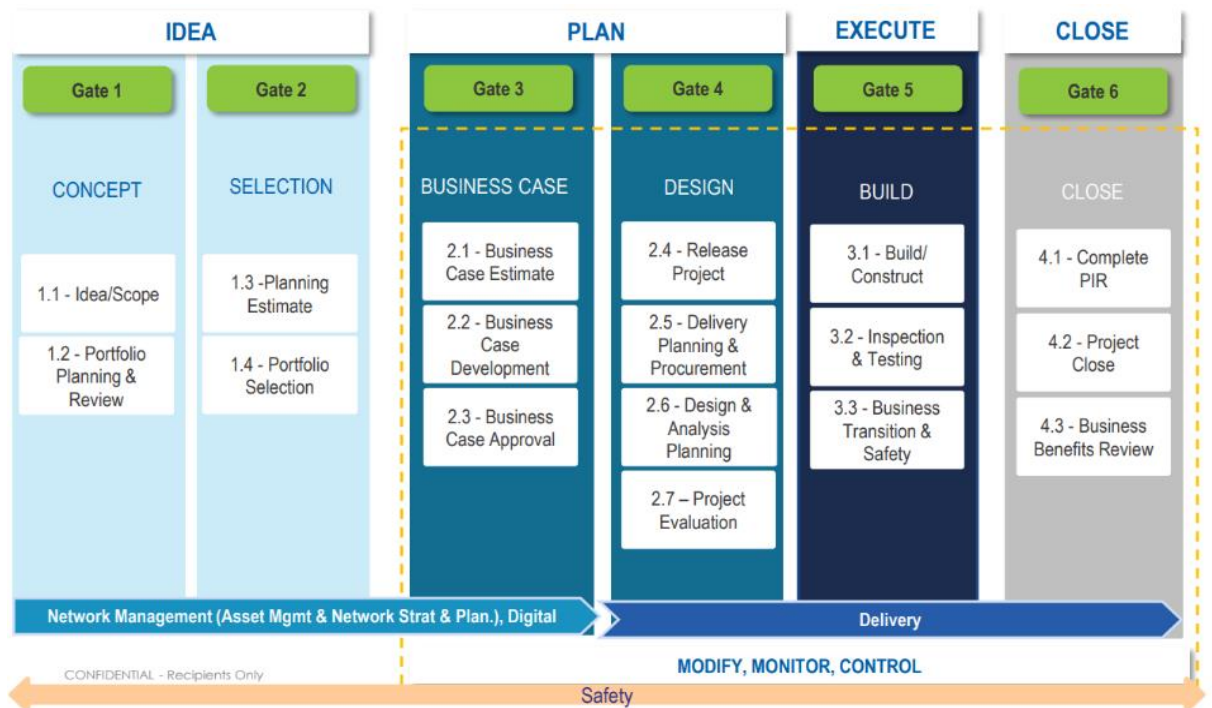 IDEA
PLAN
EXECUTE
CLOSE
Gate 1
Gate 2
Gate 3
Gate 4
Gate 5
Gate 6
CONCEPT
SELECTION
BUSINESS CASE
DESIGN
BUILD
CLOSE
1.1 - Idea/Scope
1.2 - Portfolio
Planning &
Review
1.3 -Planning
Estimate
1.4 - Portfolio
Selection
2.1 - Business
Case Estimate
2.2 - Business
Case
Development
2.3 - Business
Case Approval
2.4 - Release
Project
2.5 - Delivery
Planning &
Procurement
2.6 - Design &
Analysis
Planning
2.7 – Project
Evaluation
3.1 - Build/
Construct
3.2 - Inspection
& Testing
3.3 - Business
Transition &
Safety
4.1 - Complete
PIR
4.2 - Project
Close
4.3 - Business
Benefits Review
Network Management (Asset Mgmt & Network Strat & Plan.), Digital
Delivery
MODIFY, MONITOR, CONTROL
CONFIDENTIAL - Recipients Only
Safety